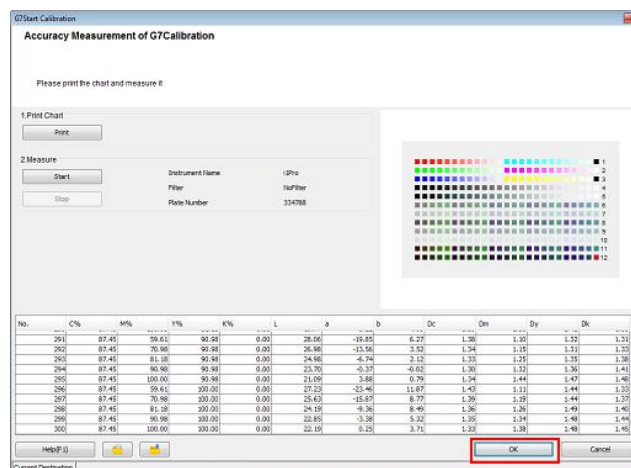 G7Start Calibration
Accuracy Measurement of G7Calibration
Please print the chart and measure it
1.Print Chart
Print
2.Measure
Start
Instrument Name i1Pro
Stop
Filter NoFilter
Plate Number 334788
1
2
3
4
5
6
7
8
9
10
11
12
No. C% M% Y% K% L a b Dc Dm Dy Dk
291 87.45 59.61 90.98 0.00 28.06 -19.85 6.27 1.38 1.10 1.32 1.31
292 87.45 70.98 90.98 0.00 26.98 -13.56 3.52 1.34 1.15 1.31 1.33
293 87.45 81.18 90.98 0.00 24.98 -6.74 2.12 1.33 1.25 1.35 1.38
294 87.45 90.98 90.98 0.00 23.70 -0.37 -0.02 1.30 1.32 1.36 1.41
295 87.45 100.00 90.98 0.00 21.09 3.88 0.79 1.34 1.44 1.47 1.48
296 87.45 59.61 100.00 0.00 27.23 -23.46 11.87 1.43 1.11 1.44 1.33
297 87.45 70.98 100.00 0.00 25.63 -15.87 8.77 1.39 1.19 1.44 1.37
298 87.45 81.18 100.00 0.00 24.19 -9.36 8.49 1.36 1.26 1.49 1.40
299 87.45 90.98 100.00 0.00 22.85 -3.38 5.32 1.35 1.34 1.48 1.44
300 87.45 100.00 100.00 0.00 22.19 0.25 3.71 1.33 1.38 1.48 1.45
Help(F1) OK Cancel
Current Destination